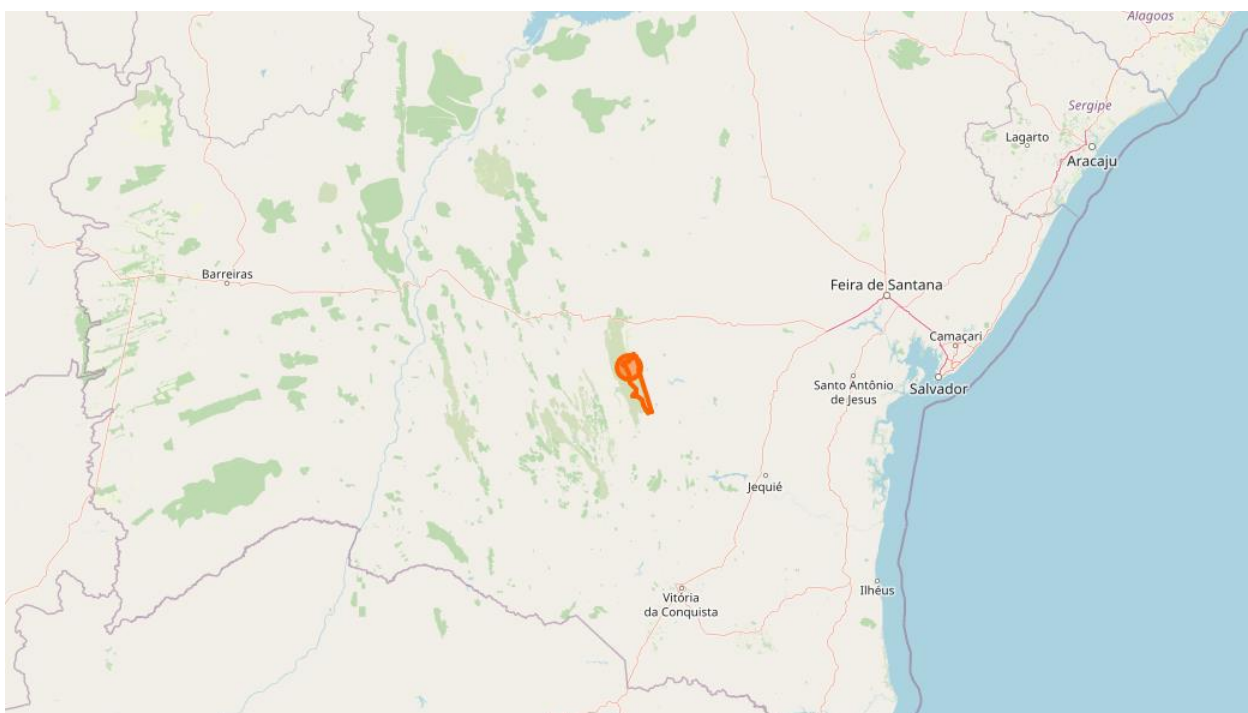 Alagoas
Sergipe
Lagarto
Aracaju
Barreiras
Feira de Santana
Camaçari
Santo Antônio
de Jesus
Salvador
Jequié
Ilhéus
Vitória
da Conquista